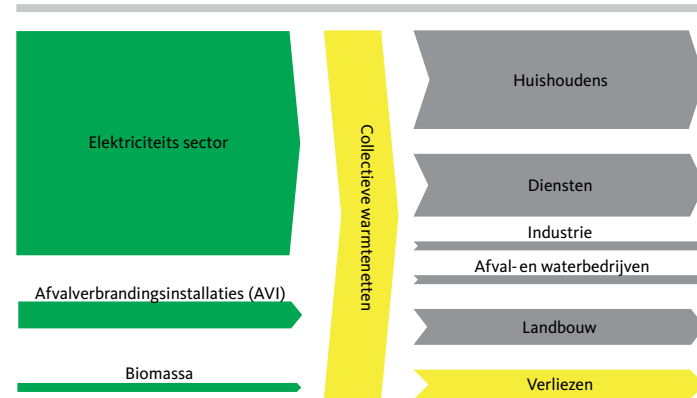 Elektriciteits sector
Afvalverbrandingsinstallaties (AVI)
Biomassa
Collectieve warmtenetten
Huishoudens
Diensten
Industrie
Afval- en waterbedrijven
Landbouw
Verliezen